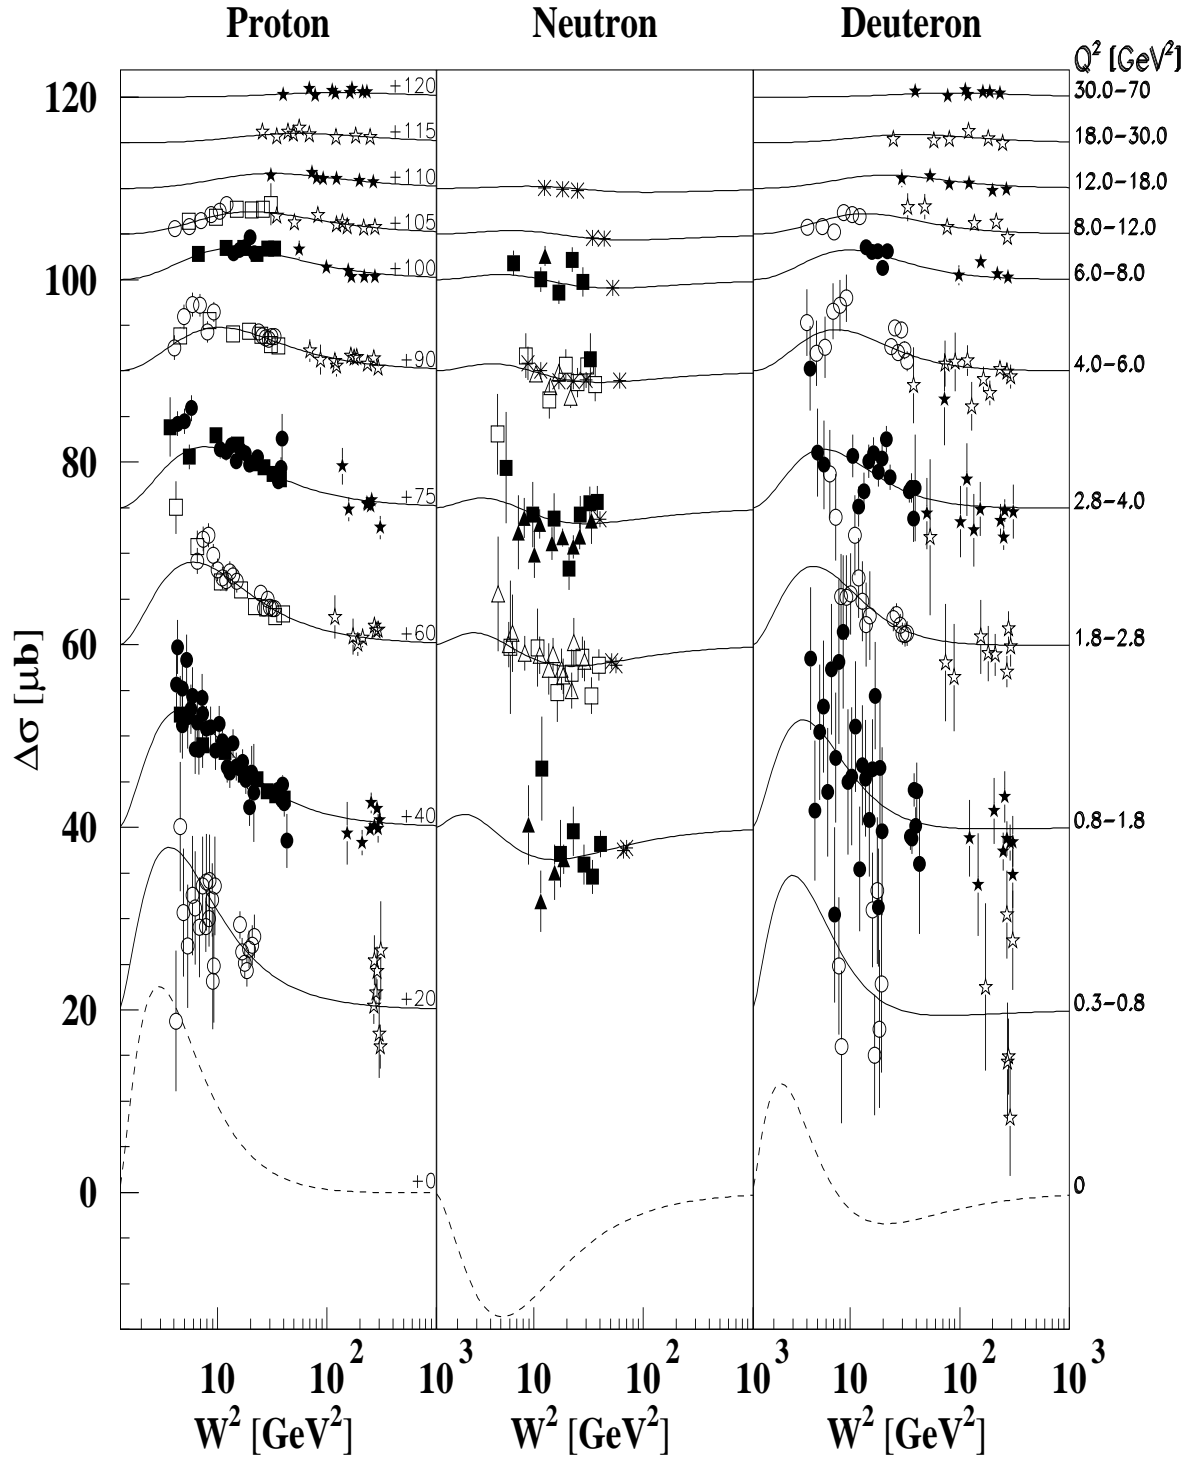 Proton Neutron Deuteron
Q² [GeV²]
120 +120 30.0-70
+115 18.0-30.0
+110 12.0-18.0
+105 8.0-12.0
100 +100 6.0-8.0
+90 4.0-6.0
80
+75 2.8-4.0
60 +60 1.8-2.8
Δσ [μb]
40 +40 0.8-1.8
20 +20 0.3-0.8
0 +0 0
10 10² 10³ 10 10² 10³ 10 10² 10³
W² [GeV²] W² [GeV²] W² [GeV²]